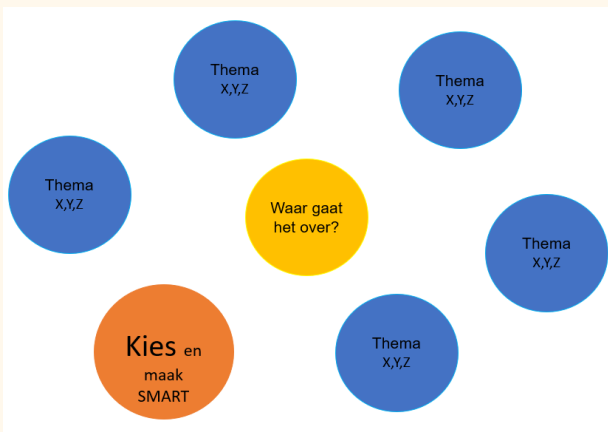 Thema
X,Y,Z
Thema
X,Y,Z
Thema
X,Y,Z
Waar gaat
het over?
Thema
X,Y,Z
Kies en
maak
SMART
Thema
X,Y,Z